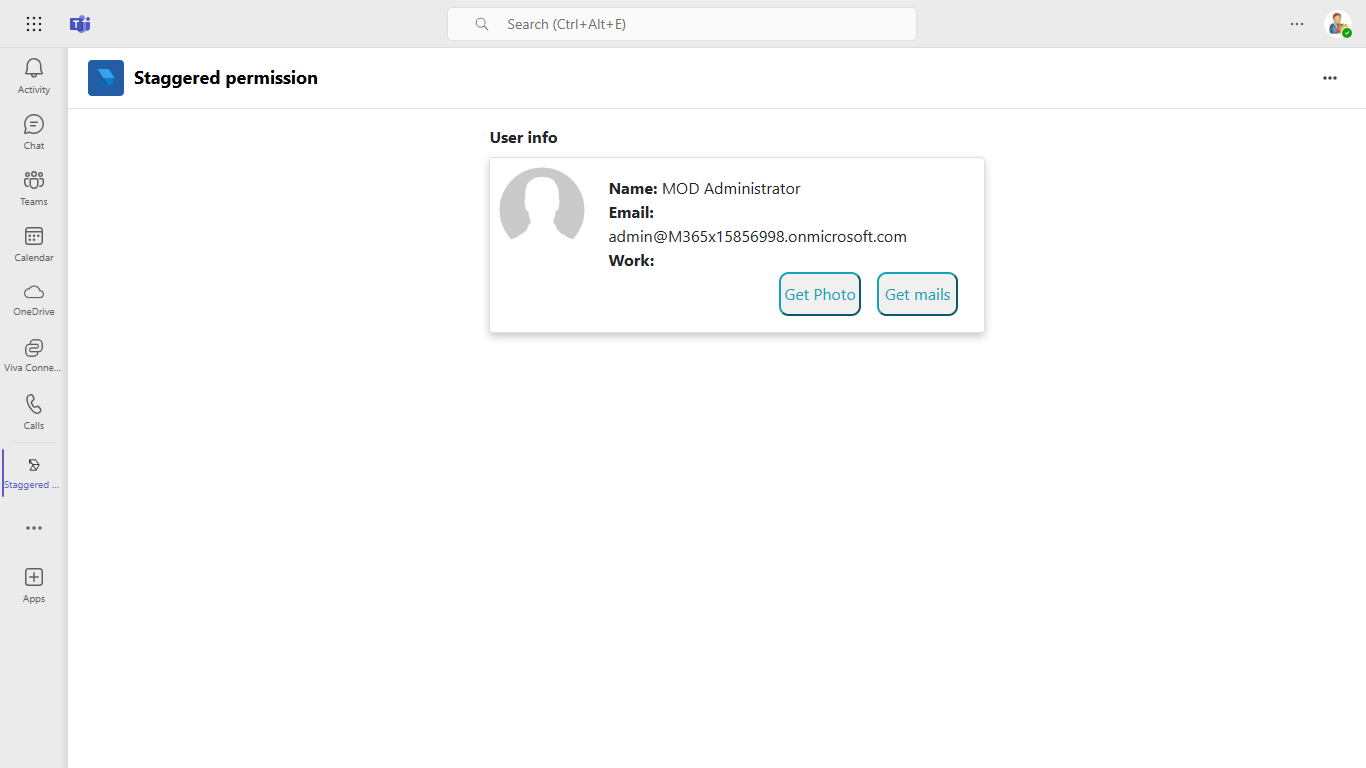 Search (Ctrl+Alt+E)
Activity
Chat
Teams
Calendar
OneDrive
Viva Conne...
Calls
Staggered ...
Apps
Staggered permission
User info
Name: MOD Administrator
Email:
admin@M365x15856998.onmicrosoft.com
Work:
Get Photo Get mails